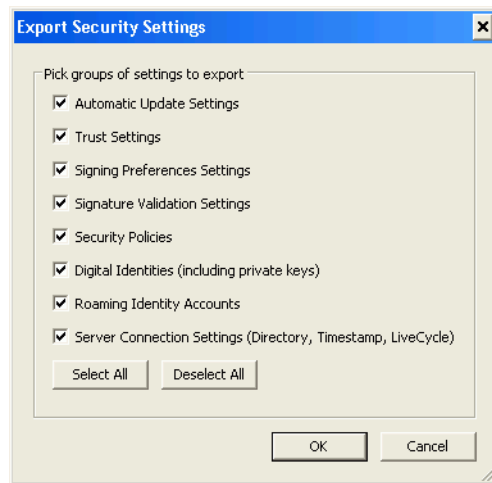 Export Security Settings
Pick groups of settings to export
Automatic Update Settings
Trust Settings
Signing Preferences Settings
Signature Validation Settings
Security Policies
Digital Identities (including private keys)
Roaming Identity Accounts
Server Connection Settings (Directory, Timestamp, LiveCycle)
Select All Deselect All
OK Cancel